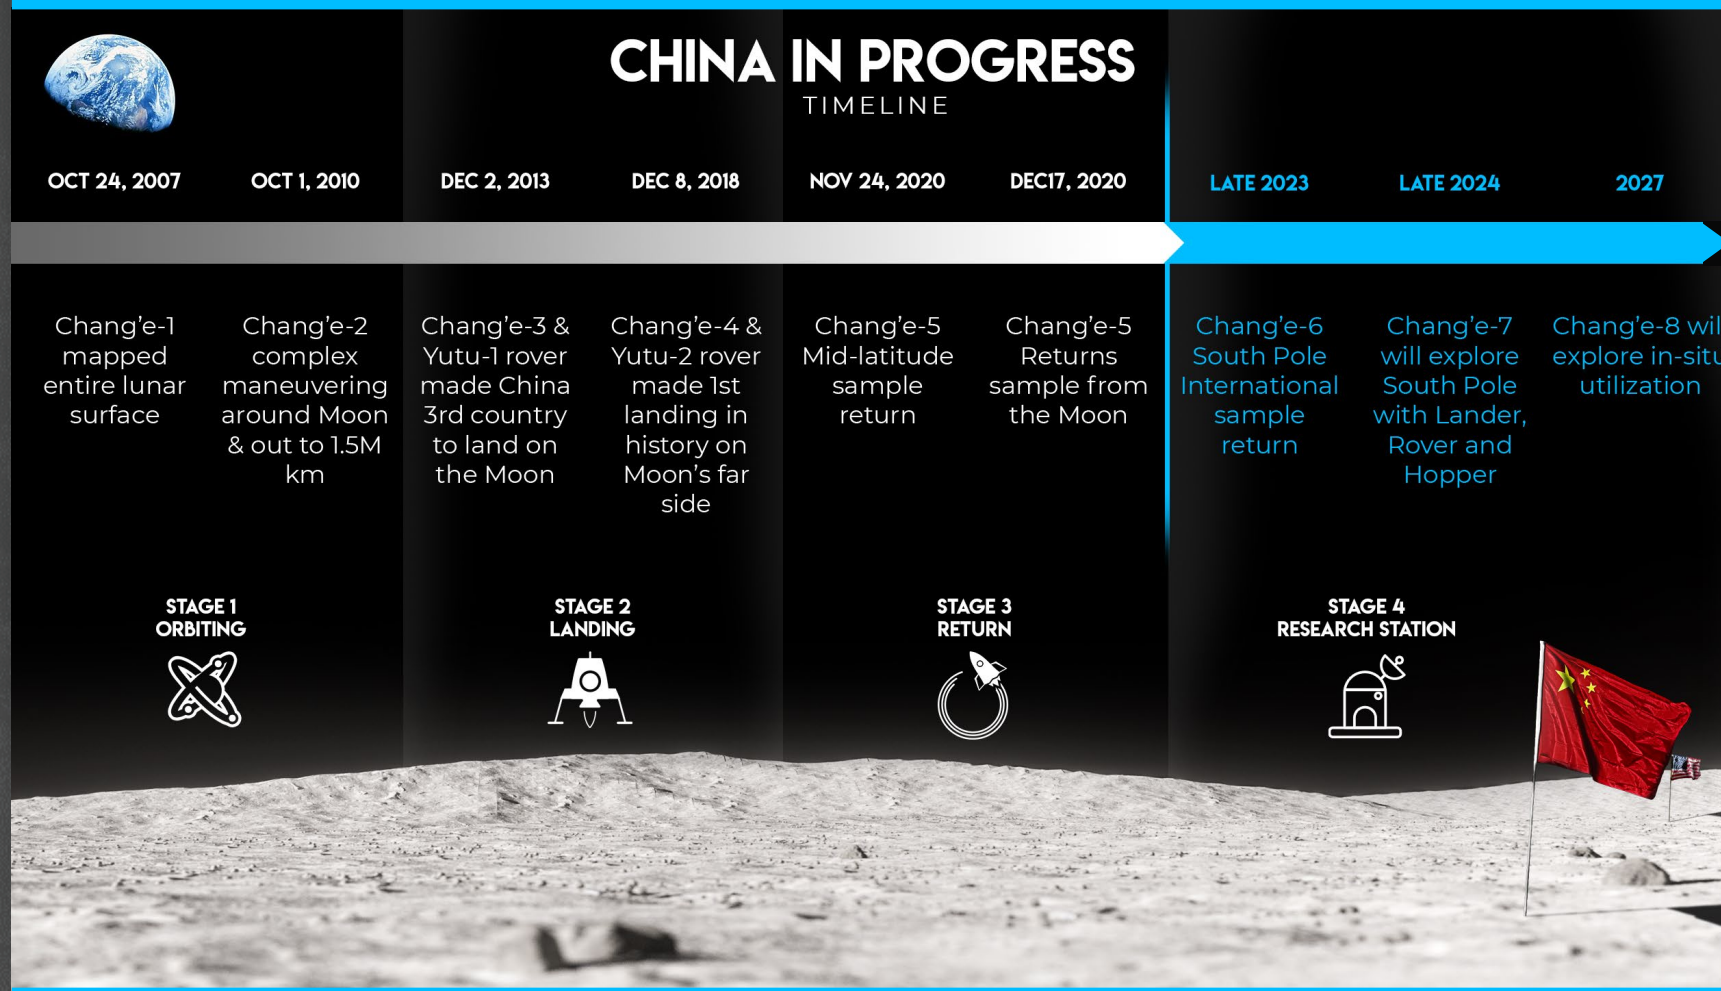 CHINA IN PROGRESS
TIMELINE
OCT 24, 2007
OCT 1, 2010
DEC 2, 2013
DEC 8, 2018
NOV 24, 2020
DEC17, 2020
LATE 2023
LATE 2024
2027
Chang'e-1
mapped
entire lunar
surface
Chang'e-2
complex
maneuvering
around Moon
& out to 1.5M
km
Chang'e-3 &
Yutu-1 rover
made China
3rd country
to land on
the Moon
Chang'e-4 &
Yutu-2 rover
made 1st
landing in
history on
Moon's far
side
Chang'e-5
Mid-latitude
sample
return
Chang'e-5
Returns
sample from
the Moon
Chang'e-6
South Pole
International
sample
return
Chang'e-7
will explore
South Pole
with Lander,
Rover and
Hopper
Chang'e-8 wil
explore in-situ
utilization
STAGE 1
ORBITING
STAGE 2
LANDING
STAGE 3
RETURN
STAGE 4
RESEARCH STATION